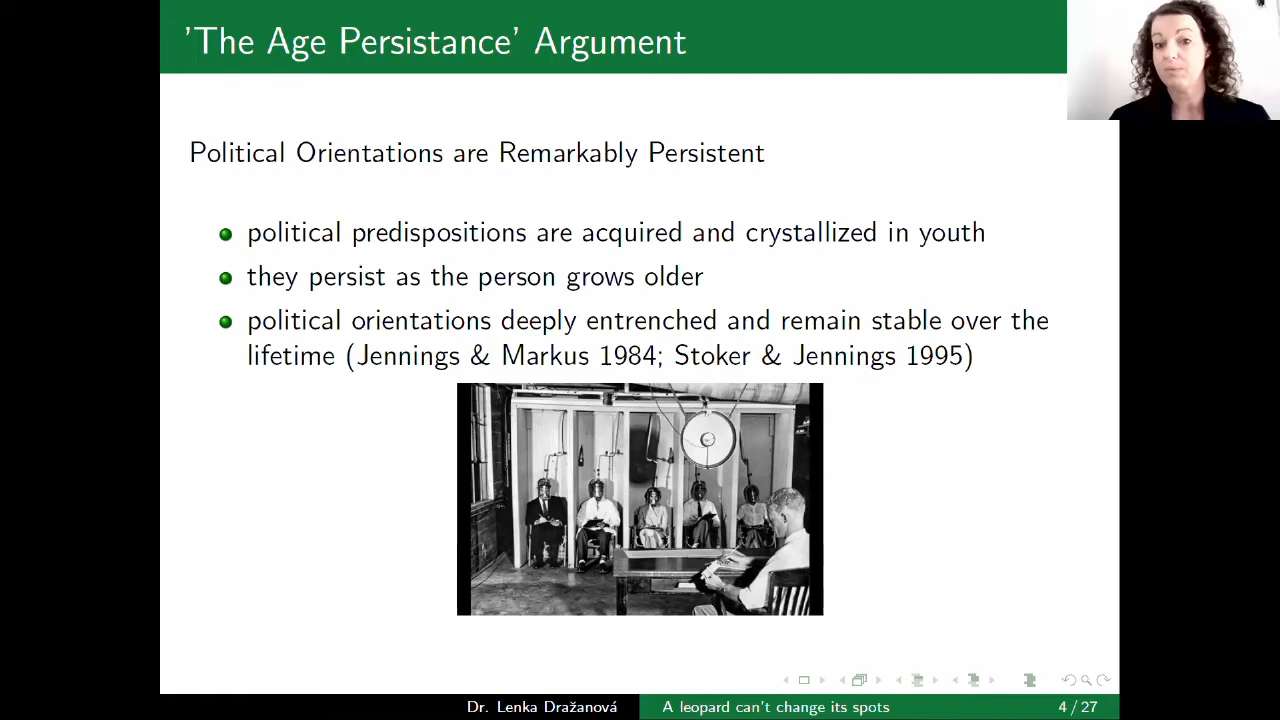 'The Age Persistance' Argument
Political Orientations are Remarkably Persistent
political predispositions are acquired and crystallized in youth
they persist as the person grows older
political orientations deeply entrenched and remain stable over the
lifetime (Jennings & Markus 1984; Stoker & Jennings 1995)
Dr. Lenka Dražanová
A leopard can't change its spots
4 / 27